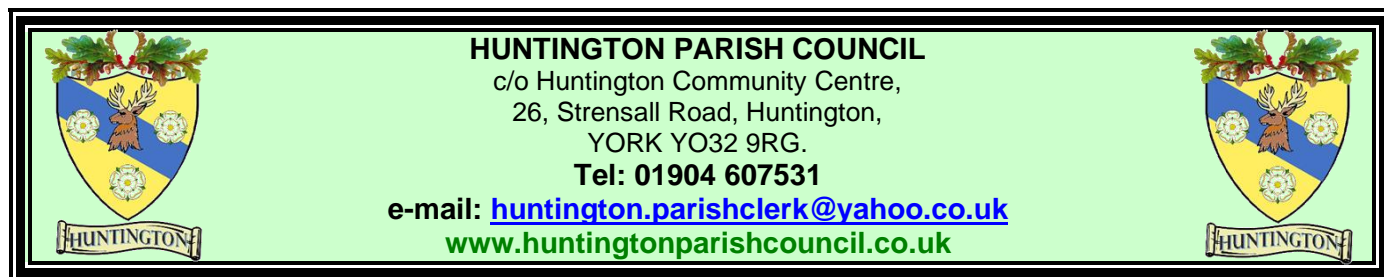 HUNTINGTON PARISH COUNCIL
c/o Huntington Community Centre,
26, Strensall Road, Huntington,
YORK YO32 9RG.
Tel: 01904 607531
e-mail: huntington.parishclerk@yahoo.co.uk
www.huntingtonparishcouncil.co.uk
HUNTINGTON
HUNTINGTON